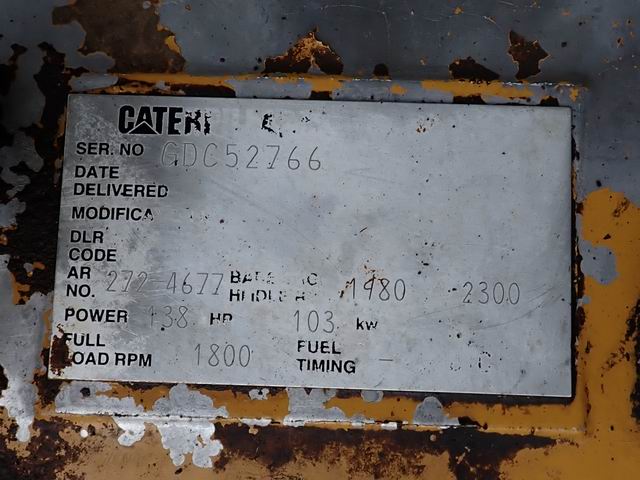 CATERPILLAR
SER. NO GDC52766
DATE
DELIVERED
MODIFICA
DLR
CODE
AR
NO. 272-4677 1980 2300
POWER 138 HP 103 kW
FULL
LOAD RPM 1800
FUEL
TIMING -